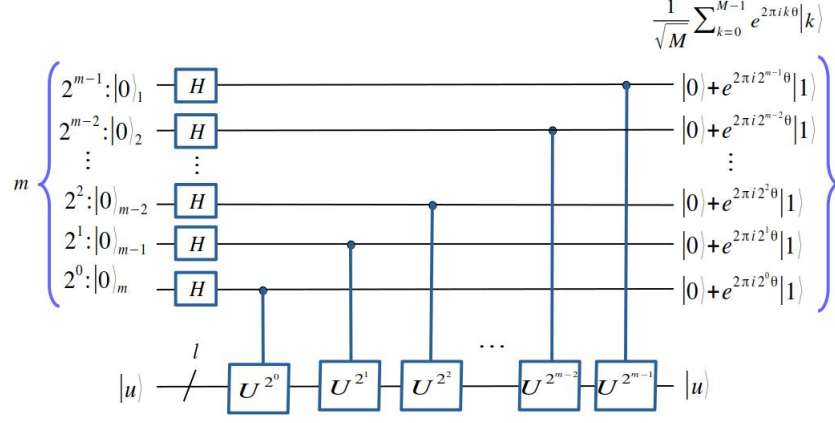 1/√M ∑_{k=0}^{M−1} e^{2πikθ}|k⟩
2^{m−1}:|0⟩_1 H |0⟩+e^{2πi2^{m−1}θ}|1⟩
2^{m−2}:|0⟩_2 H |0⟩+e^{2πi2^{m−2}θ}|1⟩
⋮ ⋮ ⋮
m
2^2:|0⟩_{m−2} H |0⟩+e^{2πi2^2θ}|1⟩
2^1:|0⟩_{m−1} H |0⟩+e^{2πi2^1θ}|1⟩
2^0:|0⟩_m H |0⟩+e^{2πi2^0θ}|1⟩
l ⋯
|u⟩ U^{2^0} U^{2^1} U^{2^2} U^{2^{m−2}} U^{2^{m−1}} |u⟩